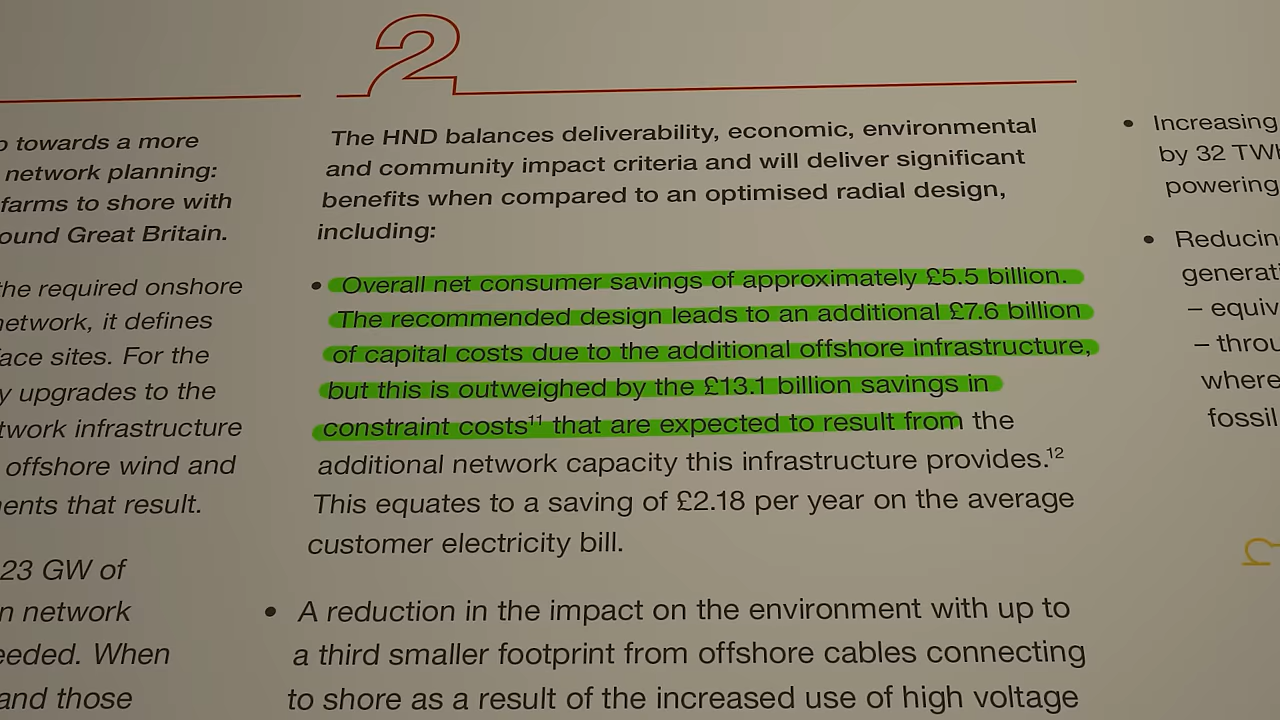 2
towards a more
network planning:
farms to shore with
ound Great Britain.
the required onshore
network, it defines
ace sites. For the
y upgrades to the
twork infrastructure
offshore wind and
ents that result.
23 GW of
n network
eeded. When
and those
The HND balances deliverability, economic, environmental
and community impact criteria and will deliver significant
benefits when compared to an optimised radial design,
including:
• Overall net consumer savings of approximately £5.5 billion.
The recommended design leads to an additional £7.6 billion
of capital costs due to the additional offshore infrastructure,
but this is outweighed by the £13.1 billion savings in
constraint costs¹¹ that are expected to result from the
additional network capacity this infrastructure provides.¹²
This equates to a saving of £2.18 per year on the average
customer electricity bill.
• A reduction in the impact on the environment with up to
a third smaller footprint from offshore cables connecting
to shore as a result of the increased use of high voltage
• Increasing
by 32 TWh
powering
• Reducin
generati
– equiv
– throu
where
fossil